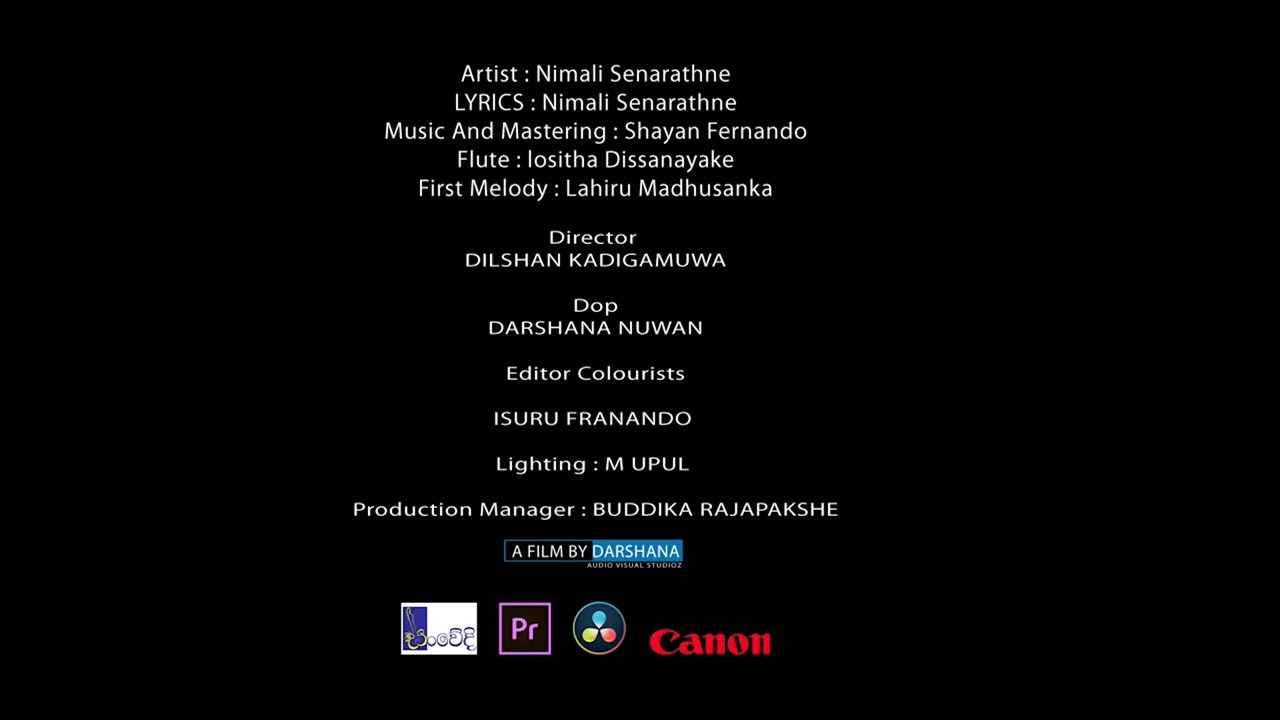 Artist : Nimali Senarathne
LYRICS : Nimali Senarathne
Music And Mastering : Shayan Fernando
Flute : lositha Dissanayake
First Melody : Lahiru Madhusanka
Director
DILSHAN KADIGAMUWA
Dop
DARSHANA NUWAN
Editor Colourists
ISURU FRANANDO
Lighting : M UPUL
Production Manager : BUDDIKA RAJAPAKSHE
A FILM BY DARSHANA
AUDIO VISUAL STUDIOZ
සංවේදි Pr Canon